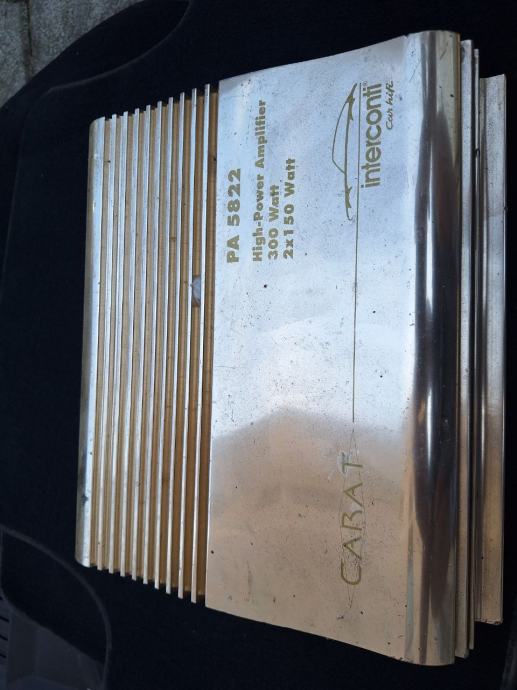 PA 5822
High-Power Amplifier
300 Watt
2x150 Watt
interconti®
Car hifi
CARAT